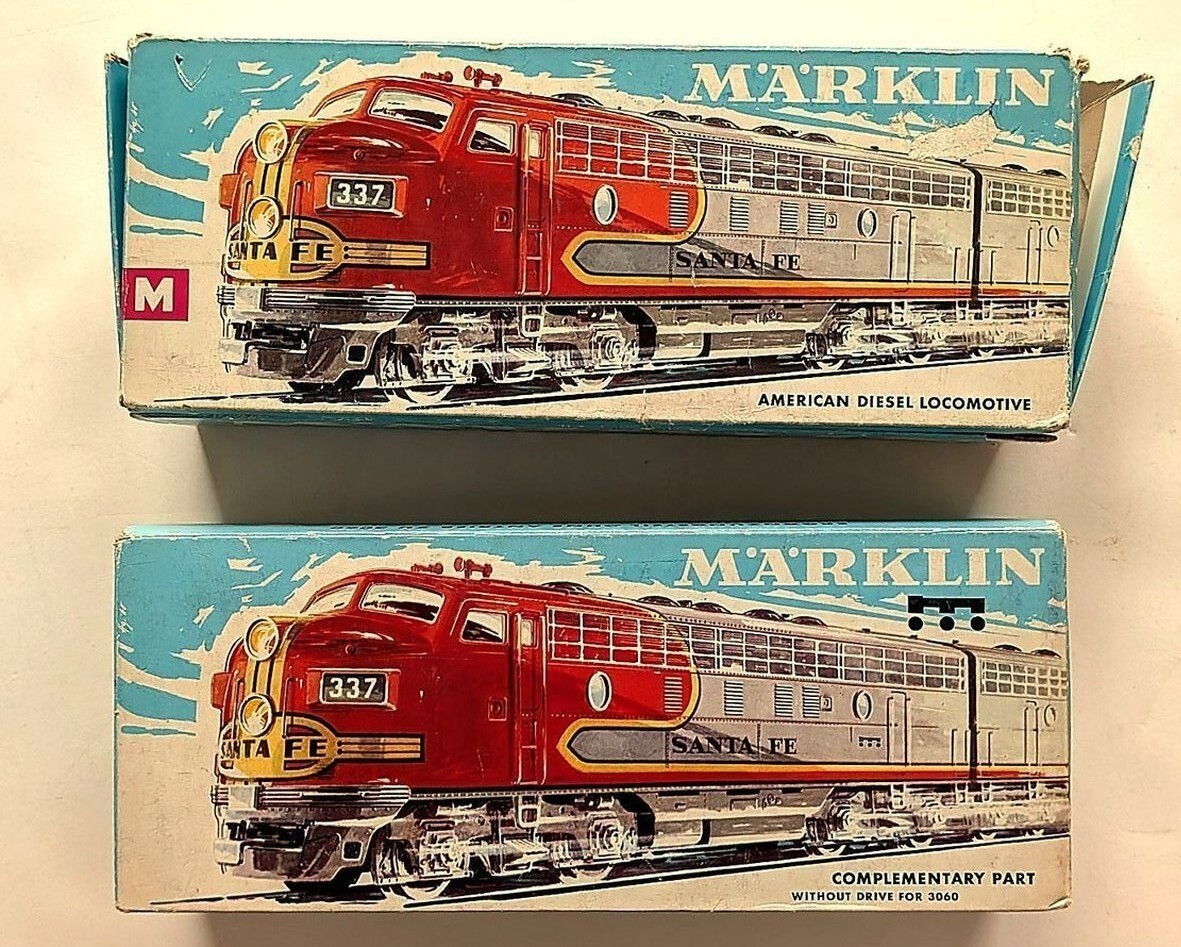 MÄRKLIN
337
SANTA FE
SANTA FE
M
AMERICAN DIESEL LOCOMOTIVE
MÄRKLIN
337
SANTA FE
SANTA FE
COMPLEMENTARY PART
WITHOUT DRIVE FOR 3060